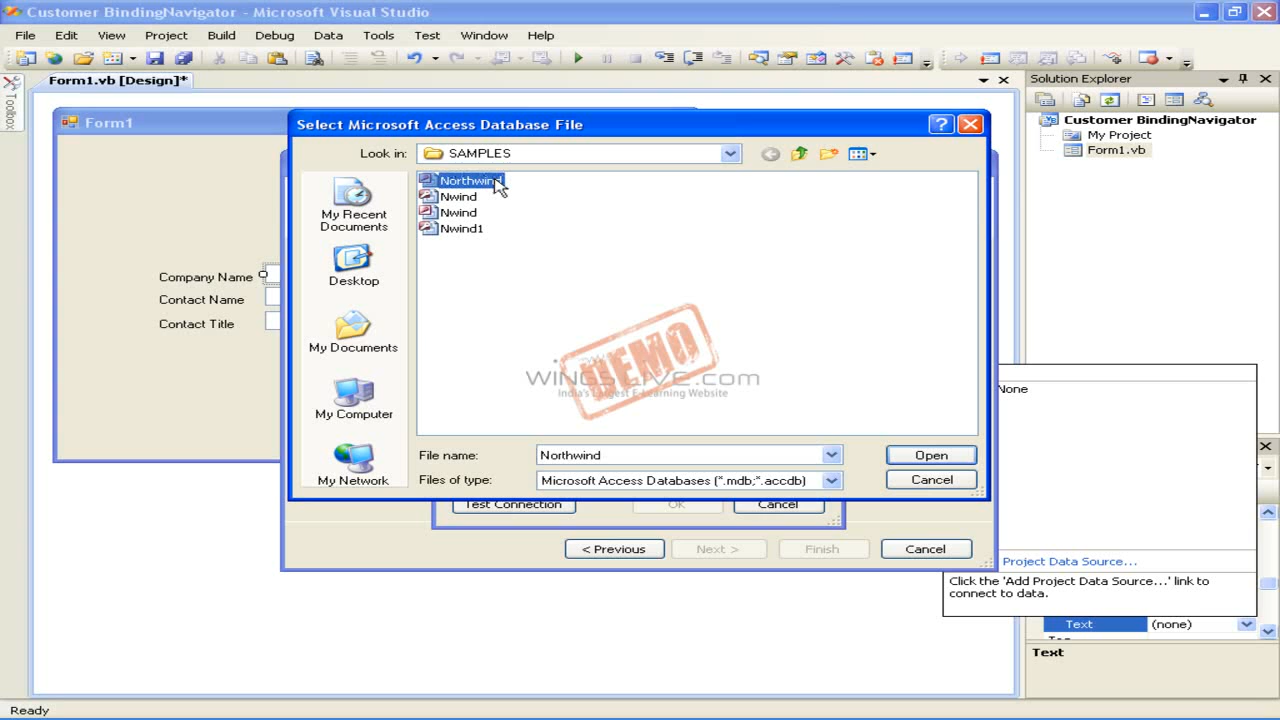 Customer BindingNavigator - Microsoft Visual Studio
File Edit View Project Build Debug Data Tools Test Window Help
Form1.vb [Design]*
Toolbox
Form1
Company Name
Contact Name
Contact Title
Select Microsoft Access Database File
Look in: SAMPLES
My Recent
Documents
Desktop
My Documents
My Computer
My Network
Northwind
Nwind
Nwind
Nwind1
DEMO
WiNGS LiVE.com
India's Largest E-Learning Website
File name: Northwind Open
Files of type: Microsoft Access Databases (*.mdb;*.accdb) Cancel
Test Connection OK Cancel
< Previous Next > Finish Cancel
Solution Explorer
Customer BindingNavigator
My Project
Form1.vb
None
Project Data Source...
Click the 'Add Project Data Source...' link to
connect to data.
Text (none)
Text
Ready